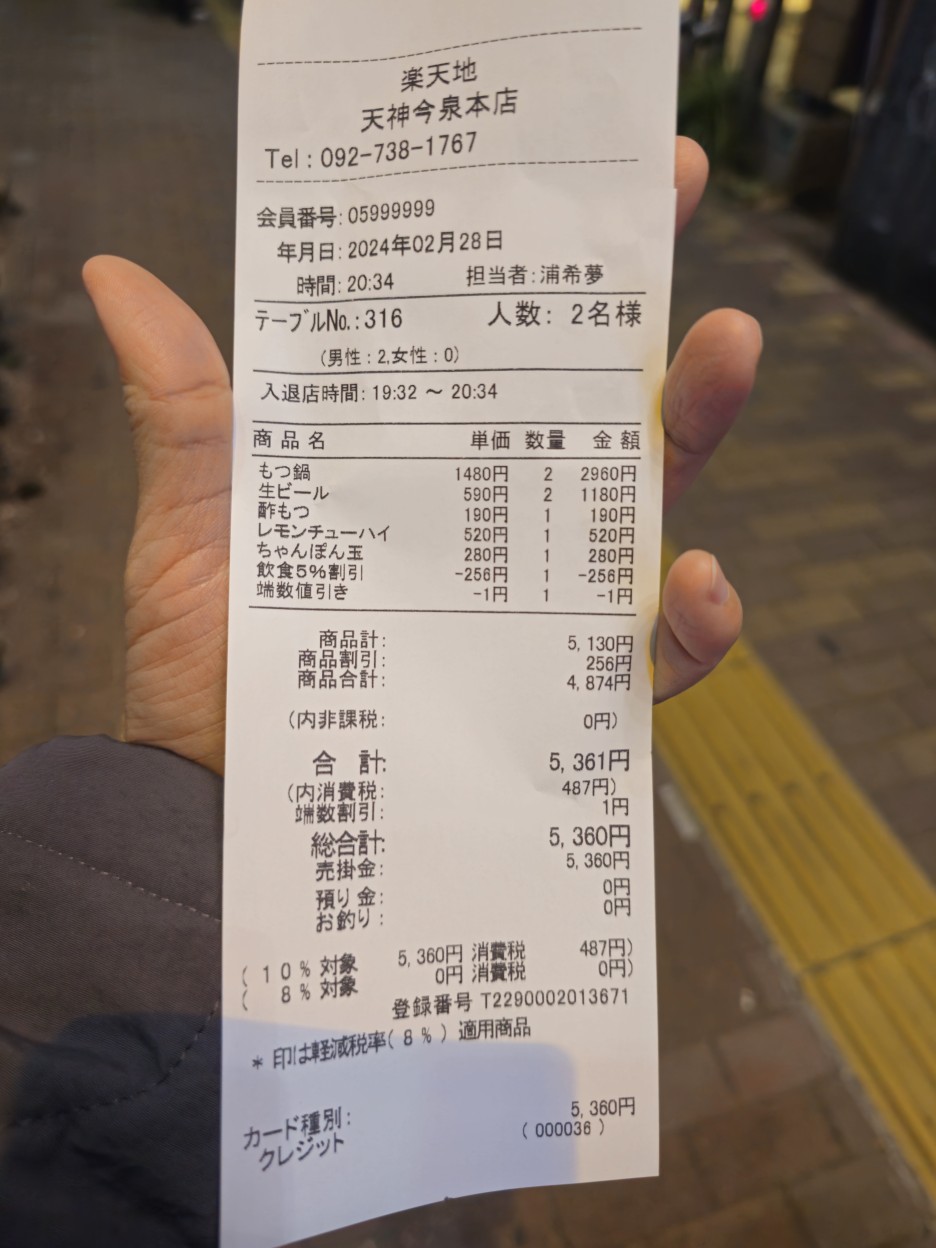 楽天地
天神今泉本店
Tel : 092-738-1767
会員番号: 05999999
年月日: 2024年02月28日
時間: 20:34 担当者: 浦希夢
テーブルNo.: 316 人数: 2名様
(男性 : 2,女性 : 0)
入退店時間: 19:32 ～ 20:34
商品名 単価 数量 金額
もつ鍋 1480円 2 2960円
生ビール 590円 2 1180円
酢もつ 190円 1 190円
レモンチューハイ 520円 1 520円
ちゃんぽん玉 280円 1 280円
飲食5%割引 -256円 1 -256円
端数値引き -1円 1 -1円
商品計: 5,130円
商品割引: 256円
商品合計: 4,874円
(内非課税: 0円)
合 計: 5,361円
(内消費税: 487円)
端数割引: 1円
総合計: 5,360円
売掛金: 5,360円
預り金: 0円
お釣り: 0円
( 10% 対象 5,360円 消費税 487円)
( 8% 対象 0円 消費税 0円)
登録番号 T2290002013671
* 印は軽減税率( 8% ) 適用商品
カード種別: 5,360円
クレジット ( 000036 )